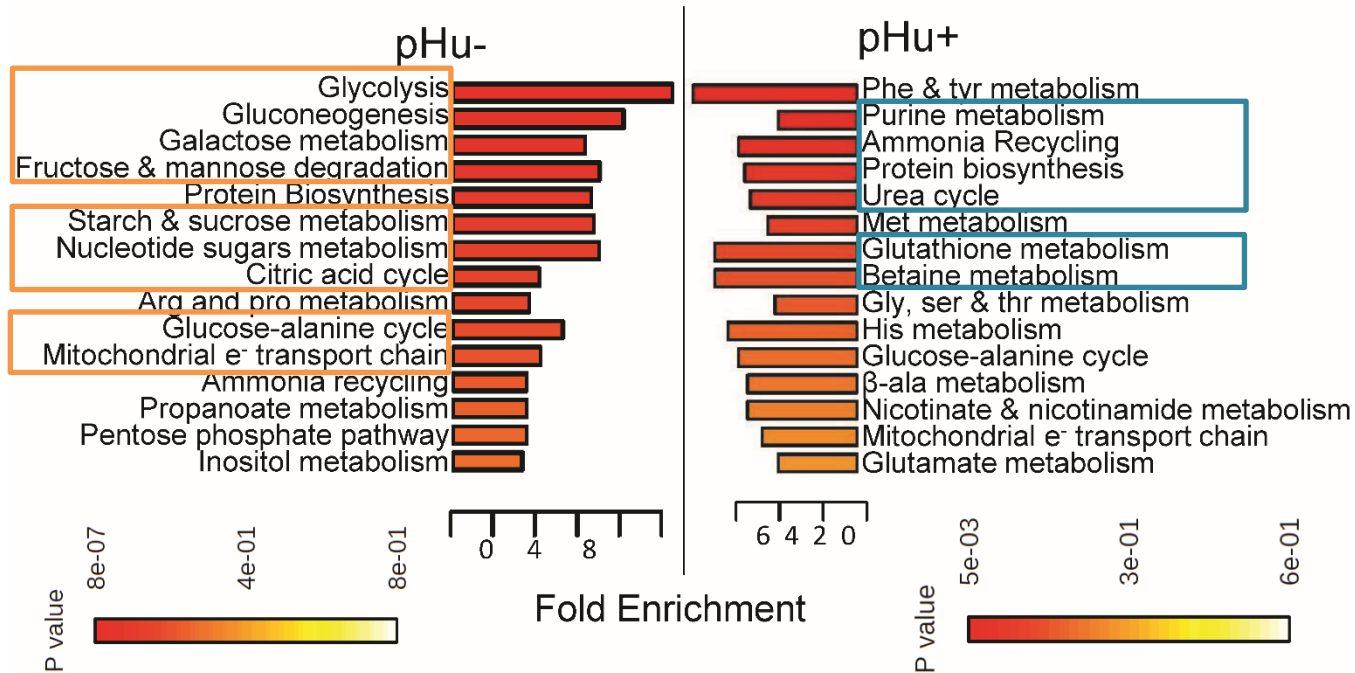 pHu-
Glycolysis
Gluconeogenesis
Galactose metabolism
Fructose & mannose degradation
Protein Biosynthesis
Starch & sucrose metabolism
Nucleotide sugars metabolism
Citric acid cycle
Arg and pro metabolism
Glucose-alanine cycle
Mitochondrial e⁻ transport chain
Ammonia recycling
Propanoate metabolism
Pentose phosphate pathway
Inositol metabolism
0 4 8
8e-07 4e-01 8e-01
P value
pHu+
Phe & tyr metabolism
Purine metabolism
Ammonia Recycling
Protein biosynthesis
Urea cycle
Met metabolism
Glutathione metabolism
Betaine metabolism
Gly, ser & thr metabolism
His metabolism
Glucose-alanine cycle
ß-ala metabolism
Nicotinate & nicotinamide metabolism
Mitochondrial e⁻ transport chain
Glutamate metabolism
6 4 2 0
5e-03 3e-01 6e-01
P value
Fold Enrichment